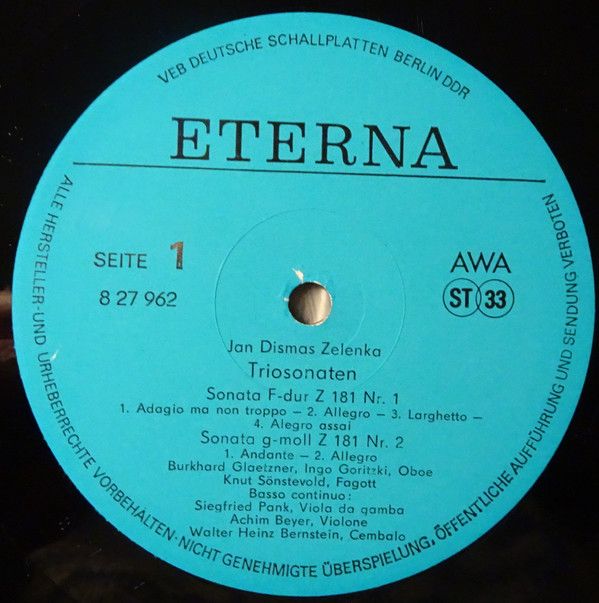 VEB DEUTSCHE SCHALLPLATTEN BERLIN DDR
ETERNA
SEITE 1
8 27 962
AWA
ST 33
Jan Dismas Zelenka
Triosonaten
Sonata F-dur Z 181 Nr. 1
1. Adagio ma non troppo – 2. Allegro – 3. Larghetto –
4. Alegro assai
Sonata g-moll Z 181 Nr. 2
1. Andante – 2. Allegro
Burkhard Glaetzner, Ingo Goritzki, Oboe
Knut Sönstevold, Fagott
Basso continuo:
Siegfried Pank, Viola da gamba
Achim Beyer, Violone
Walter Heinz Bernstein, Cembalo
ALLE HERSTELLER- UND URHEBERRECHTE VORBEHALTEN · NICHT GENEHMIGTE ÜBERSPIELUNG, ÖFFENTLICHE AUFFÜHRUNG UND SENDUNG VERBOTEN